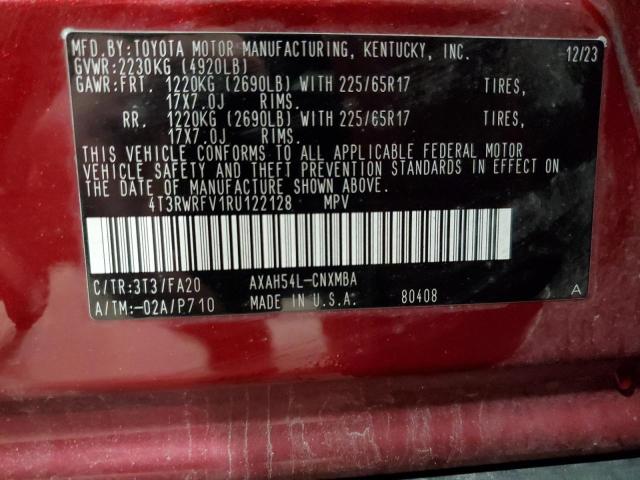 MFD.BY:TOYOTA MOTOR MANUFACTURING, KENTUCKY, INC. 12/23
GVWR:2230KG (4920LB)
GAWR:FRT. 1220KG (2690LB) WITH 225/65R17 TIRES,
17X7.0J RIMS.
RR. 1220KG (2690LB) WITH 225/65R17 TIRES,
17X7.0J RIMS.
THIS VEHICLE CONFORMS TO ALL APPLICABLE FEDERAL MOTOR
VEHICLE SAFETY AND THEFT PREVENTION STANDARDS IN EFFECT ON
THE DATE OF MANUFACTURE SHOWN ABOVE.
4T3RWRFV1RU122128 MPV
C/TR:3T3/FA20 AXAH54L-CNXMBA
A/TM:-02A/P710 MADE IN U.S.A. 80408 A